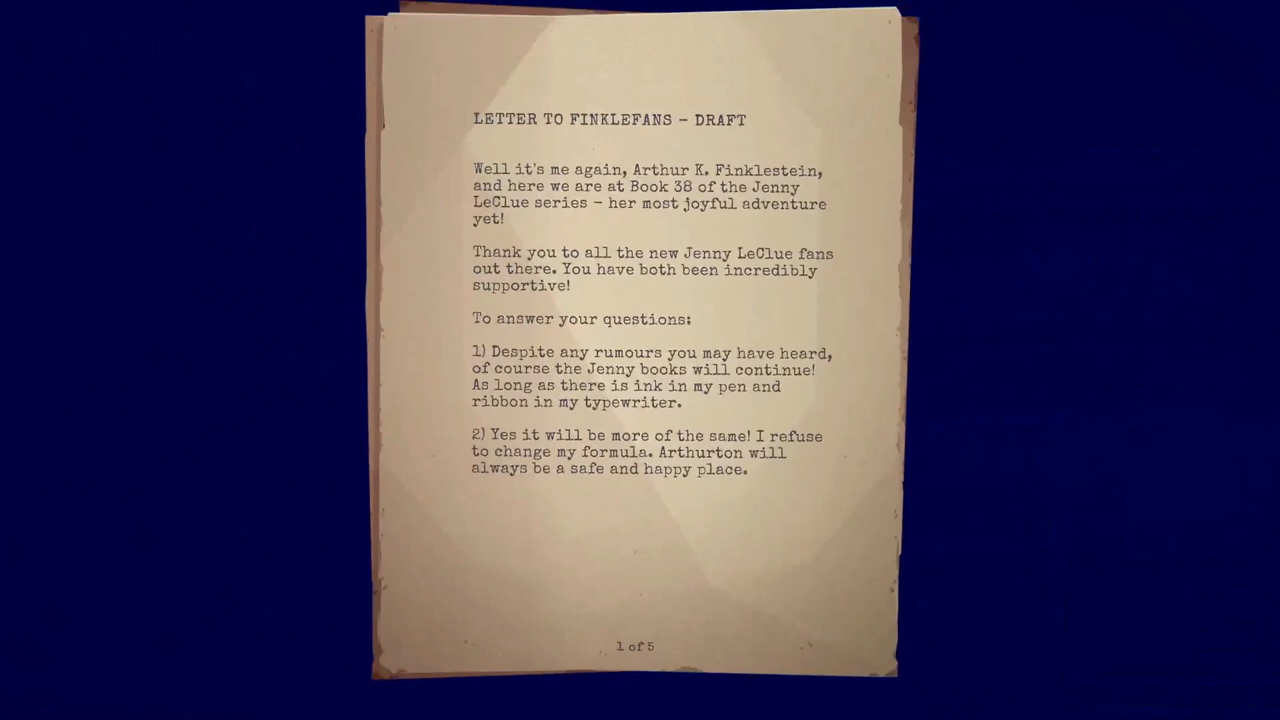 LETTER TO FINKLEFANS - DRAFT
Well it's me again, Arthur K. Finklestein,
and here we are at Book 38 of the Jenny
LeClue series - her most joyful adventure
yet!
Thank you to all the new Jenny LeClue fans
out there. You have both been incredibly
supportive!
To answer your questions:
1) Despite any rumours you may have heard,
of course the Jenny books will continue!
As long as there is ink in my pen and
ribbon in my typewriter.
2) Yes it will be more of the same! I refuse
to change my formula. Arthurton will
always be a safe and happy place.
1 of 5